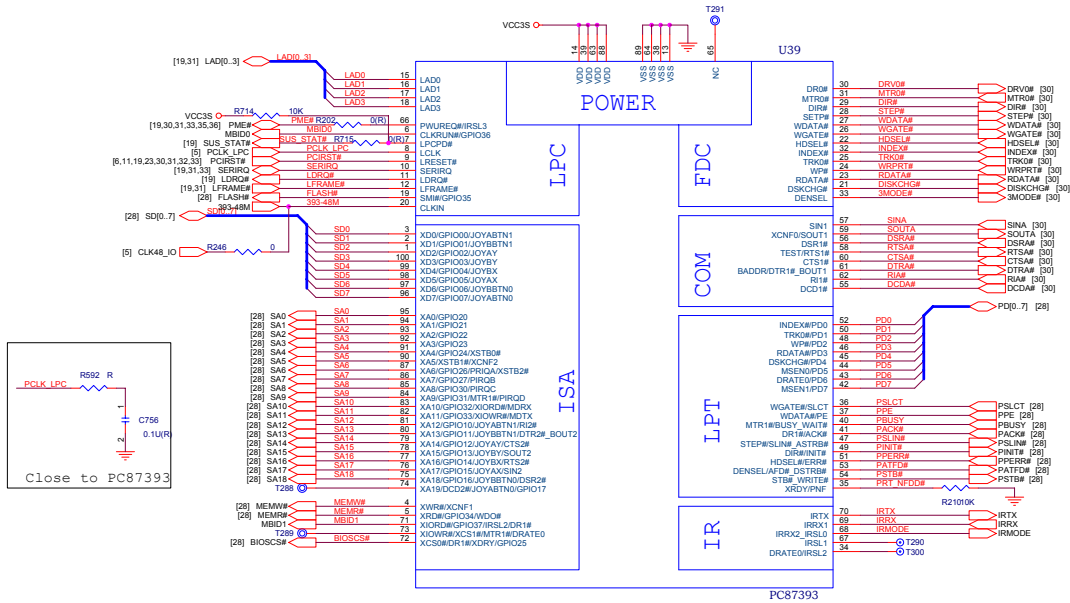 T291
VCC3S
U39
14 39 63 88 89 64 38 13 65
VDD VDD VDD VDD VSS VSS VSS VSS NC
POWER
LPC
FDC
[19,31] LAD[0..3] LAD[0..3]
LAD0 15 LAD0
LAD1 16 LAD1
LAD2 17 LAD2
LAD3 18 LAD3
VCC3S R714 10K
[19,30,31,33,35,36] PME# PME# R202 0(R) 66 PWUREQ#/IRSL3
MBID0 MBID0 6 CLKRUN#/GPIO36
[19] SUS_STAT# SUS_STAT# R715 0(R) 7 LPCPD#
[5] PCLK_LPC PCLK_LPC 8 LCLK
[6,11,19,23,30,31,32,33] PCIRST# PCIRST# 9 LRESET#
[19,31,33] SERIRQ SERIRQ 10 SERIRQ
[19] LDRQ# LDRQ# 11 LDRQ#
[19,31] LFRAME# LFRAME# 12 LFRAME#
[28] FLASH# FLASH# 19 SMI#/GPIO35
393-48M 20 CLKIN
[28] SD[0..7] SD[0..7]
[5] CLK48_IO R246 0
SD0 3 XD0/GPIO00/JOYABTN1
SD1 2 XD1/GPIO01/JOYBBTN1
SD2 1 XD2/GPIO02/JOYAY
SD3 100 XD3/GPIO03/JOYBY
SD4 99 XD4/GPIO04/JOYBX
SD5 98 XD5/GPIO05/JOYAX
SD6 97 XD6/GPIO06/JOYBBTN0
SD7 96 XD7/GPIO07/JOYABTN0
ISA
[28] SA0 SA0 95 XA0/GPIO20
[28] SA1 SA1 94 XA1/GPIO21
[28] SA2 SA2 93 XA2/GPIO22
[28] SA3 SA3 92 XA3/GPIO23
[28] SA4 SA4 91 XA4/GPIO24/XSTB0#
[28] SA5 SA5 90 XA5/XSTB1#/XCNF2
[28] SA6 SA6 87 XA6/GPIO26/PRIQA/XSTB2#
[28] SA7 SA7 86 XA7/GPIO27/PIRQB
[28] SA8 SA8 85 XA8/GPIO30/PIRQC
[28] SA9 SA9 84 XA9/GPIO31/MTR1#/PIRQD
[28] SA10 SA10 83 XA10/GPIO32/XIORD#/MDRX
[28] SA11 SA11 82 XA11/GPIO33/XIOWR#/MDTX
[28] SA12 SA12 81 XA12/GPIO10/JOYABTN1/RI2#
[28] SA13 SA13 80 XA13/GPIO11/JOYBBTN1/DTR2#_BOUT2
[28] SA14 SA14 79 XA14/GPIO12/JOYAY/CTS2#
[28] SA15 SA15 78 XA15/GPIO13/JOYBY/SOUT2
[28] SA16 SA16 77 XA16/GPIO14/JOYBX/RTS2#
[28] SA17 SA17 76 XA17/GPIO15/JOYAX/SIN2
[28] SA18 SA18 75 XA18/GPIO16/JOYBBTN0/DSR2#
T288 74 XA19/DCD2#/JOYABTN0/GPIO17
[28] MEMW# MEMW# 4 XWR#/XCNF1
[28] MEMR# MEMR# 5 XRD#/GPIO34/WDO#
MBID1 MBID1 71 XIORD#/GPIO37/IRSL2/DR1#
T289 73 XIOWR#/XCS1#/MTR1#/DRATE0
[28] BIOSCS# BIOSCS# 72 XCS0#/DR1#/XDRY/GPIO25
DR0# 30 DRV0# DRV0# [30]
MTR0# 31 MTR0# MTR0# [30]
DIR# 29 DIR# DIR# [30]
SETP# 28 STEP# STEP# [30]
WDATA# 27 WDATA# WDATA# [30]
WGATE# 26 WGATE# WGATE# [30]
HDSEL# 22 HDSEL# HDSEL# [30]
INDEX# 32 INDEX# INDEX# [30]
TRK0# 25 TRK0# TRK0# [30]
WP# 24 WRPRT# WRPRT# [30]
RDATA# 23 RDATA# RDATA# [30]
DSKCHG# 21 DISKCHG# DISKCHG# [30]
DENSEL 33 3MODE# 3MODE# [30]
COM
SIN1 57 SINA SINA [30]
XCNF0/SOUT1 59 SOUTA SOUTA [30]
DSR1# 56 DSRA# DSRA# [30]
TEST/RTS1# 58 RTSA# RTSA# [30]
CTS1# 60 CTSA# CTSA# [30]
BADDR/DTR1#_BOUT1 61 DTRA# DTRA# [30]
RI1# 62 RIA# RIA# [30]
DCD1# 55 DCDA# DCDA# [30]
PD[0..7] [28]
LPT
INDEX#/PD0 52 PD0
TRK0#/PD1 50 PD1
WP#/PD2 48 PD2
RDATA#/PD3 46 PD3
DSKCHG#/PD4 45 PD4
MSEN0/PD5 44 PD5
DRATE0/PD6 43 PD6
MSEN1/PD7 42 PD7
WGATE#/SLCT 36 PSLCT PSLCT [28]
WDATA#/PE 37 PPE PPE [28]
MTR1#/BUSY_WAIT# 40 PBUSY PBUSY [28]
DR1#/ACK# 41 PACK# PACK# [28]
STEP#/SLIN#_ASTRB# 47 PSLIN# PSLIN# [28]
DIR#/INIT# 49 PINIT# PINIT# [28]
HDSEL#/ERR# 51 PPERR# PPERR# [28]
DENSEL/AFD#_DSTRB# 53 PATFD# PATFD# [28]
STB#_WRITE# 54 PSTB# PSTB# [28]
XRDY/PNF 35 PRT_NFDD#
R210 10K
IR
IRTX 70 IRTX IRTX
IRRX1 69 IRRX IRRX
IRRX2_IRSL0 68 IRMODE IRMODE
IRSL1 67 T290
DRATE0/IRSL2 34 T300
PC87393
PCLK_LPC R592 R
1
C756
0.1U(R)
2
Close to PC87393